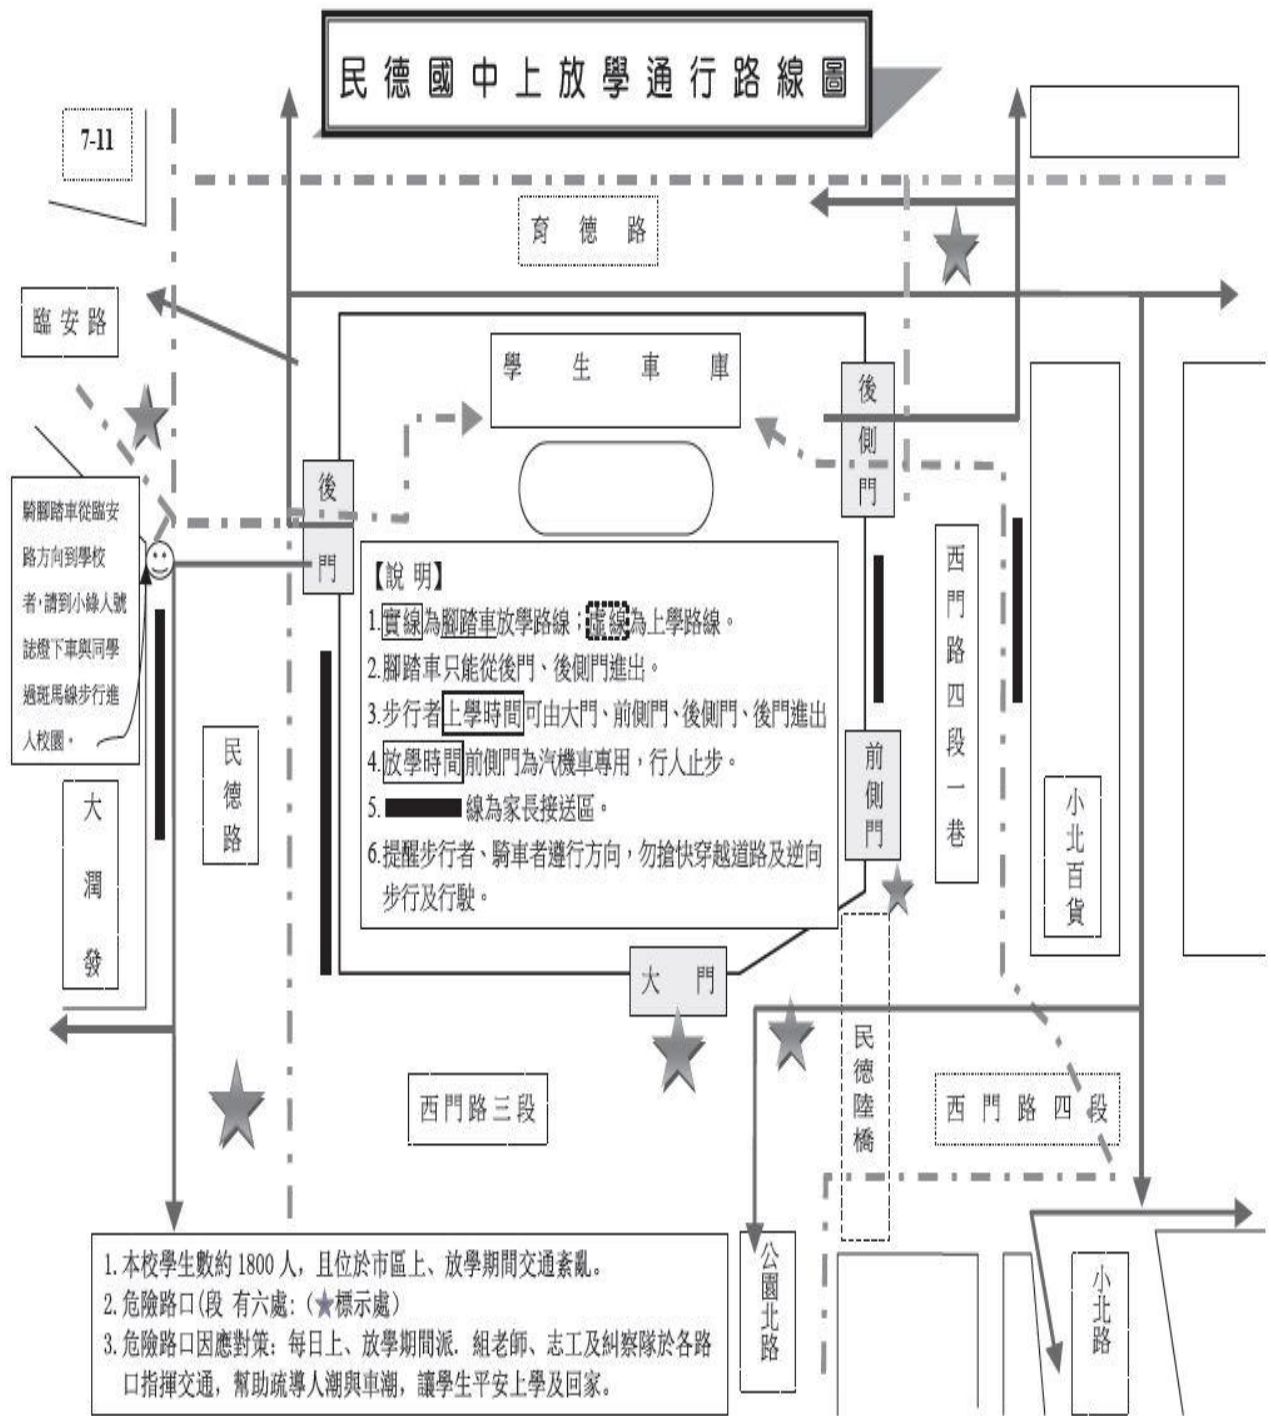 民德國中上放學通行路線圖
7-11
育德路
臨安路
學生車庫
後側門
後門
騎腳踏車從臨安
路方向到學校
者,請到小綠人號
誌燈下車與同學
過斑馬線步行進
入校園。
【說明】
1.實線為腳踏車放學路線；虛線為上學路線。
2.腳踏車只能從後門、後側門進出。
3.步行者上學時間可由大門、前側門、後側門、後門進出
4.放學時間前側門為汽機車專用，行人止步。
5. 線為家長接送區。
6.提醒步行者、騎車者遵行方向，勿搶快穿越道路及逆向
步行及行駛。
西門路四段一巷
民德路
前側門
大潤發
小北百貨
大門
民德陸橋
西門路三段
西門路四段
1.本校學生數約 1800 人，且位於市區上、放學期間交通紊亂。
2.危險路口(段 有六處:（★標示處）
3.危險路口因應對策：每日上、放學期間派. 組老師、志工及糾察隊於各路
口指揮交通，幫助疏導人潮與車潮，讓學生平安上學及回家。
公園北路
小北路